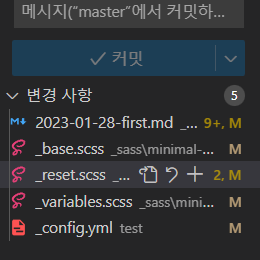 메시지("master"에서 커밋하...
커밋
변경 사항 5
2023-01-28-first.md _... 9+, M
_base.scss _sass\minimal-... M
_reset.scss _... 2, M
_variables.scss _sass\mini... M
_config.yml test M